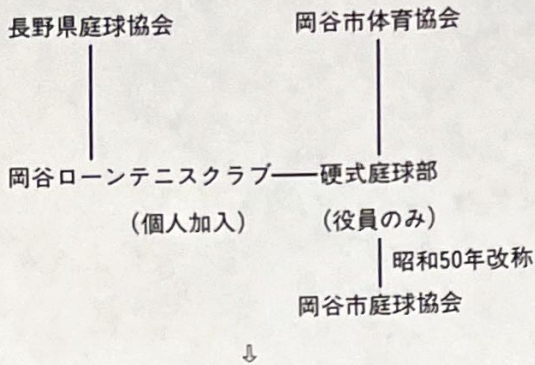 長野県庭球協会 岡谷市体育協会
岡谷ローンテニスクラブ 硬式庭球部
(個人加入) (役員のみ)
昭和50年改称
岡谷市庭球協会
⇩